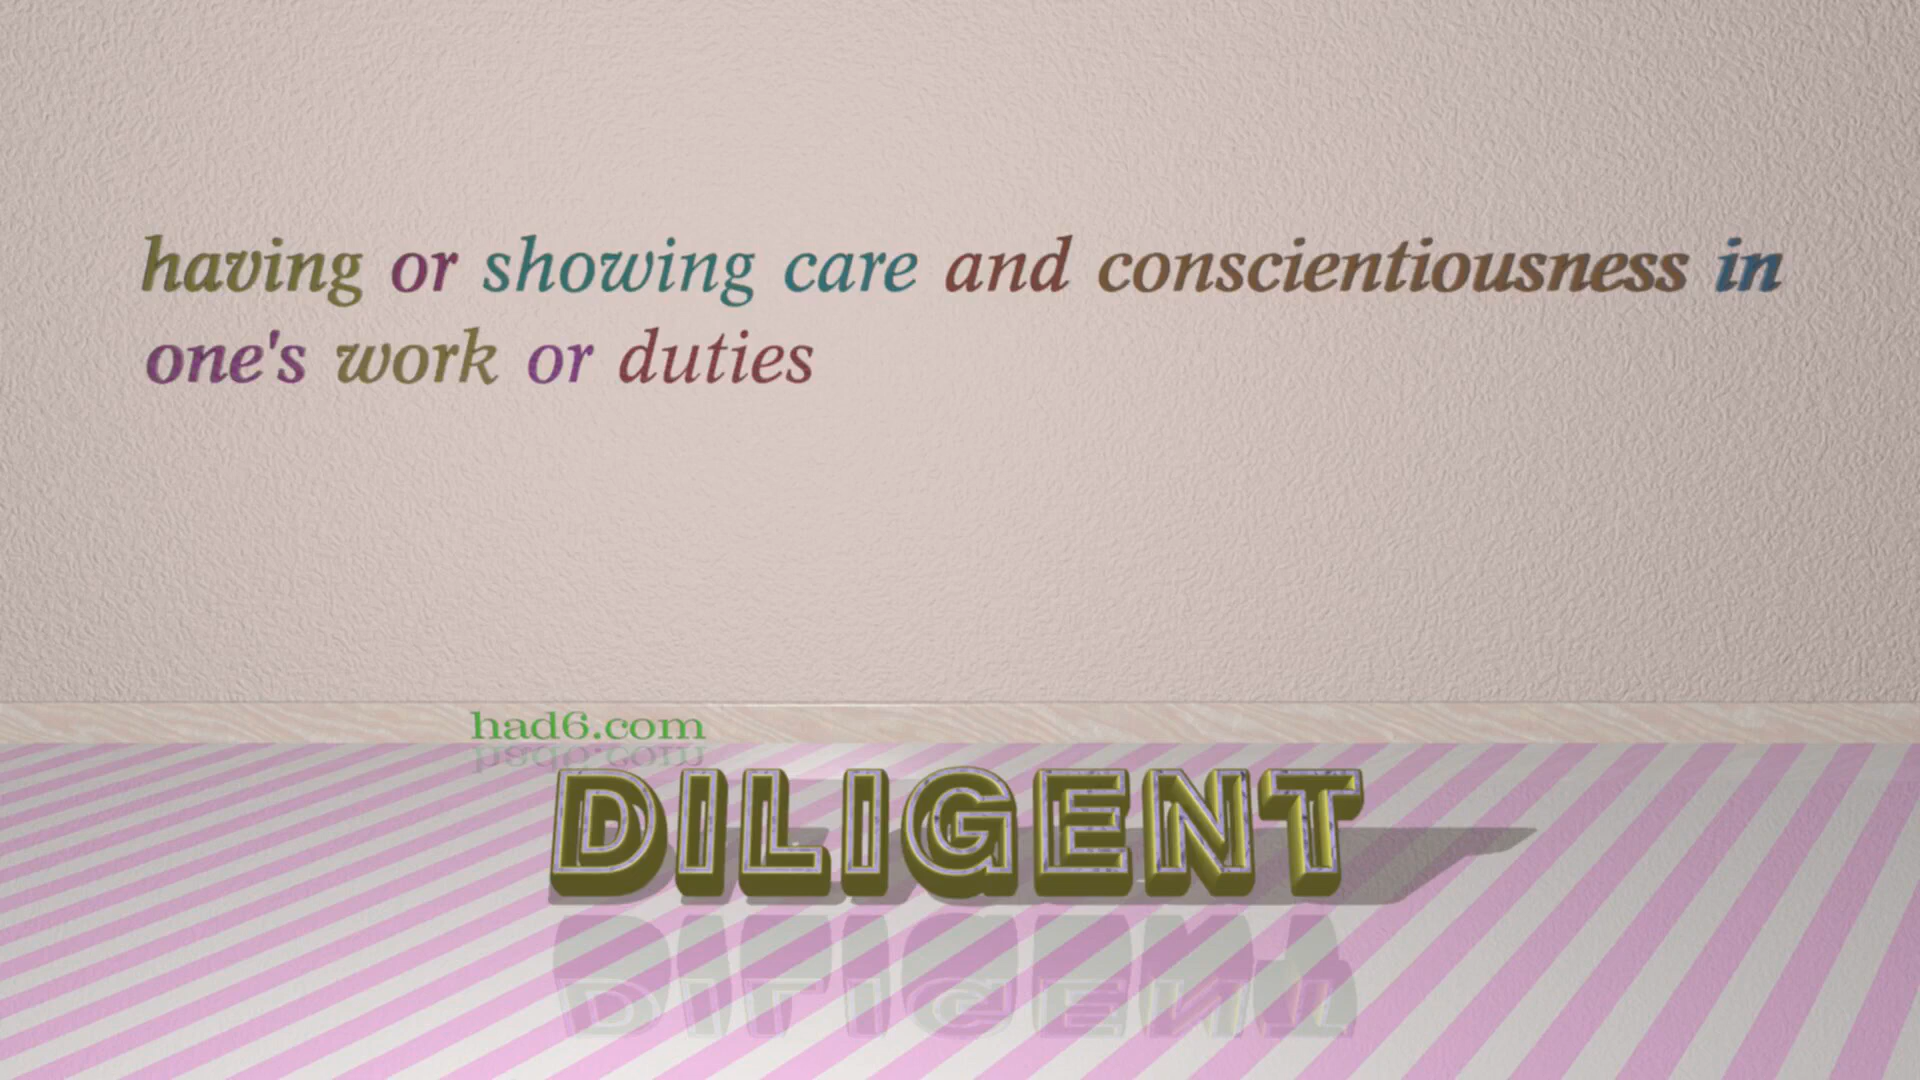 having or showing care and conscientiousness in
one's work or duties
had6.com
DILIGENT